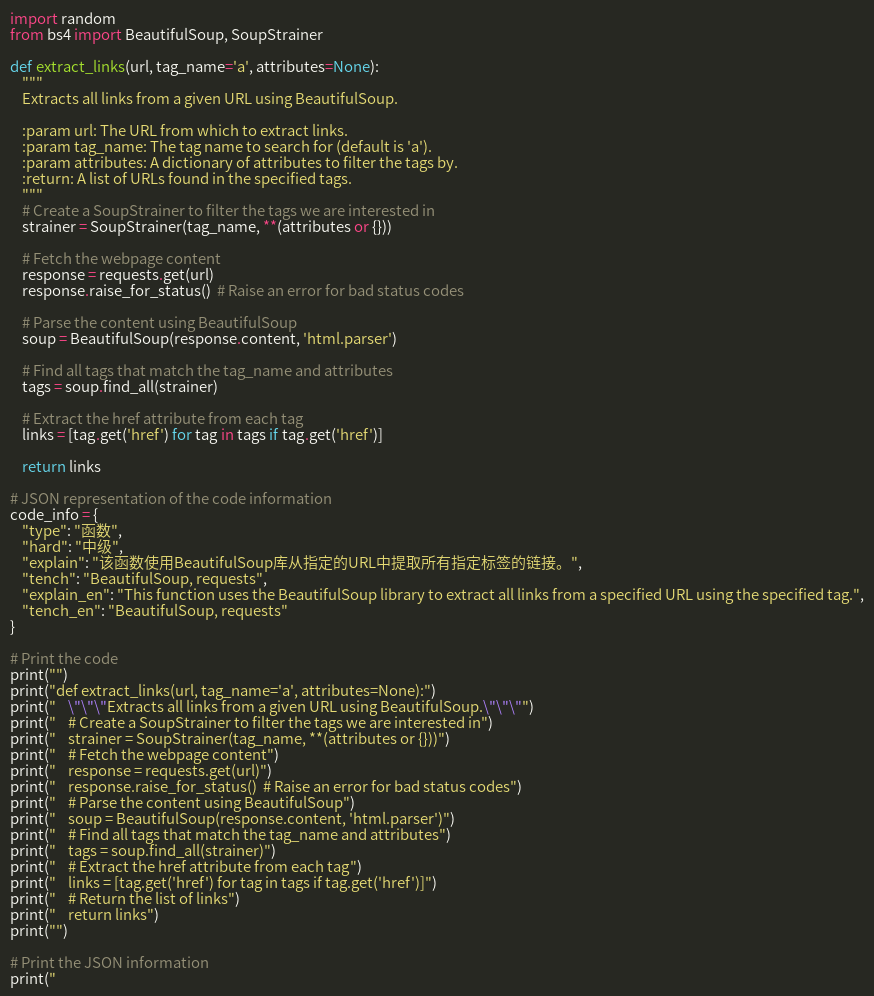 import random
from bs4 import BeautifulSoup, SoupStrainer

def extract_links(url, tag_name='a', attributes=None):
    """
    Extracts all links from a given URL using BeautifulSoup.

    :param url: The URL from which to extract links.
    :param tag_name: The tag name to search for (default is 'a').
    :param attributes: A dictionary of attributes to filter the tags by.
    :return: A list of URLs found in the specified tags.
    """
    # Create a SoupStrainer to filter the tags we are interested in
    strainer = SoupStrainer(tag_name, **(attributes or {}))

    # Fetch the webpage content
    response = requests.get(url)
    response.raise_for_status()  # Raise an error for bad status codes

    # Parse the content using BeautifulSoup
    soup = BeautifulSoup(response.content, 'html.parser')

    # Find all tags that match the tag_name and attributes
    tags = soup.find_all(strainer)

    # Extract the href attribute from each tag
    links = [tag.get('href') for tag in tags if tag.get('href')]

    return links

# JSON representation of the code information
code_info = {
    "type": "函数",
    "hard": "中级",
    "explain": "该函数使用BeautifulSoup库从指定的URL中提取所有指定标签的链接。",
    "tench": "BeautifulSoup, requests",
    "explain_en": "This function uses the BeautifulSoup library to extract all links from a specified URL using the specified tag.",
    "tench_en": "BeautifulSoup, requests"
}

# Print the code
print("")
print("def extract_links(url, tag_name='a', attributes=None):")
print("    \"\"\"Extracts all links from a given URL using BeautifulSoup.\"\"\"")
print("    # Create a SoupStrainer to filter the tags we are interested in")
print("    strainer = SoupStrainer(tag_name, **(attributes or {}))")
print("    # Fetch the webpage content")
print("    response = requests.get(url)")
print("    response.raise_for_status()  # Raise an error for bad status codes")
print("    # Parse the content using BeautifulSoup")
print("    soup = BeautifulSoup(response.content, 'html.parser')")
print("    # Find all tags that match the tag_name and attributes")
print("    tags = soup.find_all(strainer)")
print("    # Extract the href attribute from each tag")
print("    links = [tag.get('href') for tag in tags if tag.get('href')]")
print("    # Return the list of links")
print("    return links")
print("")

# Print the JSON information
print("